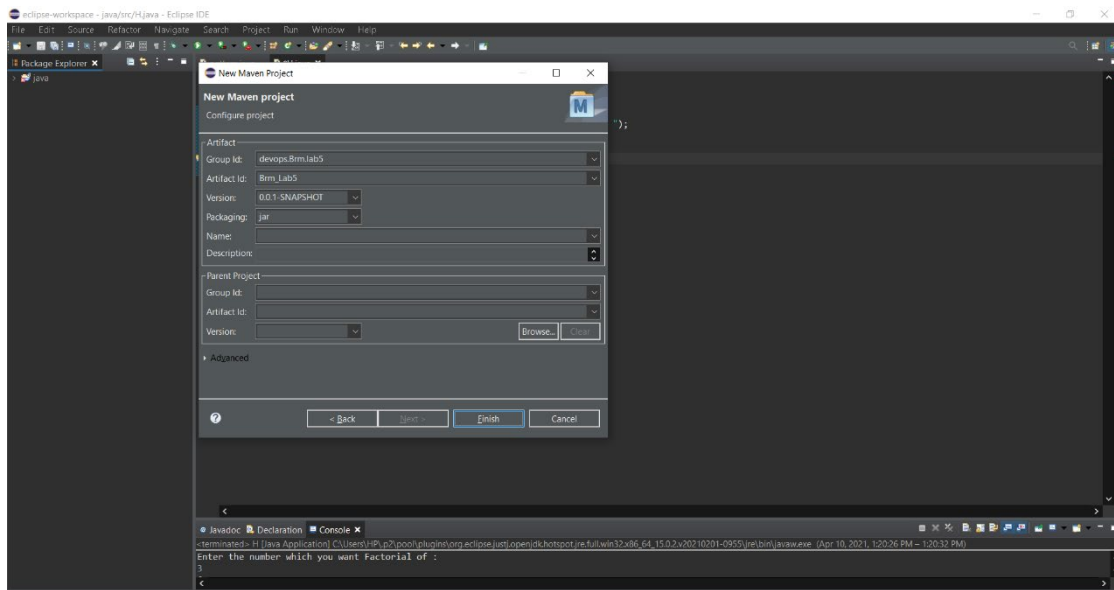 eclipse-workspace - java/src/H.java - Eclipse IDE
File Edit Source Refactor Navigate Search Project Run Window Help
Package Explorer
java
New Maven Project
New Maven project
Configure project
M
");
Artifact
Group Id: devops.Brm.lab5
Artifact Id: Brm_Lab5
Version: 0.0.1-SNAPSHOT
Packaging: jar
Name:
Description:
Parent Project
Group Id:
Artifact Id:
Version: Browse... Clear
Advanced
< Back Next > Finish Cancel
Javadoc Declaration Console
<terminated> H [Java Application] C:\Users\HP\.p2\pool\plugins\org.eclipse.justj.openjdk.hotspot.jre.full.win32.x86_64_15.0.2.v20210201-0955\jre\bin\javaw.exe (Apr 10, 2021, 1:20:26 PM – 1:20:32 PM)
Enter the number which you want Factorial of :
3